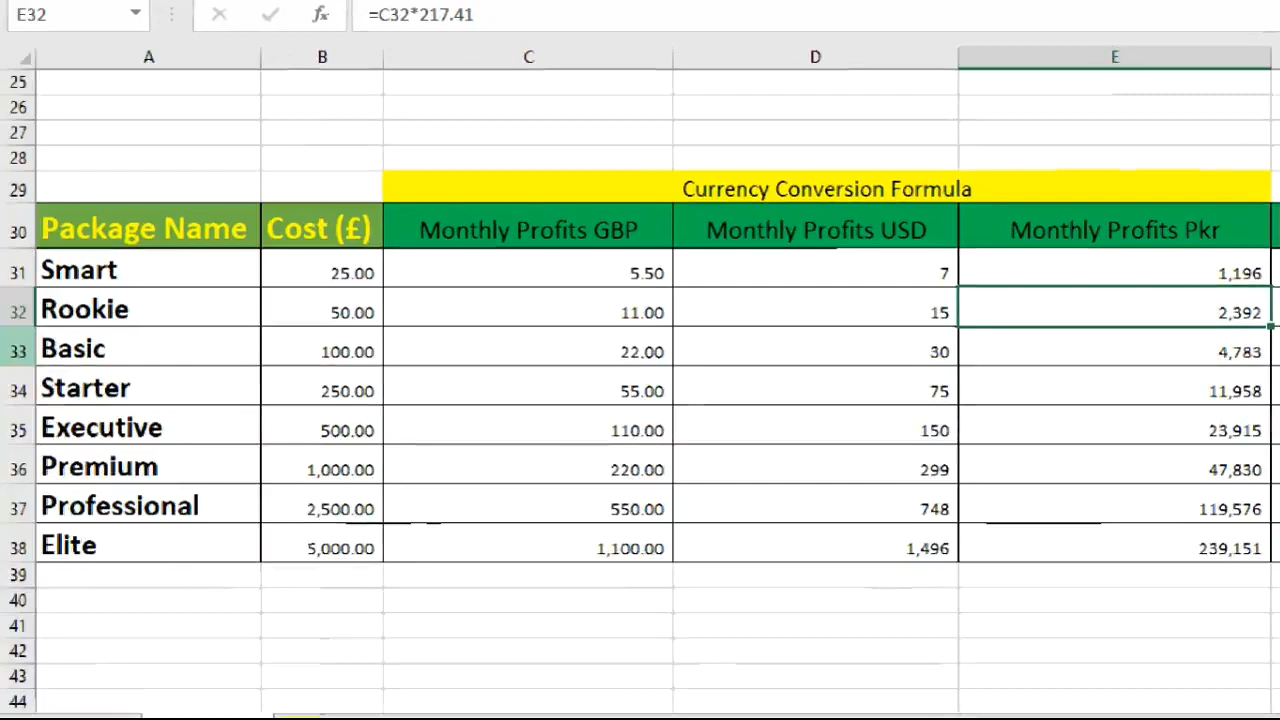 E32 fx =C32*217.41
A B C D E
25
26
27
28
29 Currency Conversion Formula
30 Package Name Cost (£) Monthly Profits GBP Monthly Profits USD Monthly Profits Pkr
31 Smart 25.00 5.50 7 1,196
32 Rookie 50.00 11.00 15 2,392
33 Basic 100.00 22.00 30 4,783
34 Starter 250.00 55.00 75 11,958
35 Executive 500.00 110.00 150 23,915
36 Premium 1,000.00 220.00 299 47,830
37 Professional 2,500.00 550.00 748 119,576
38 Elite 5,000.00 1,100.00 1,496 239,151
39
40
41
42
43
44